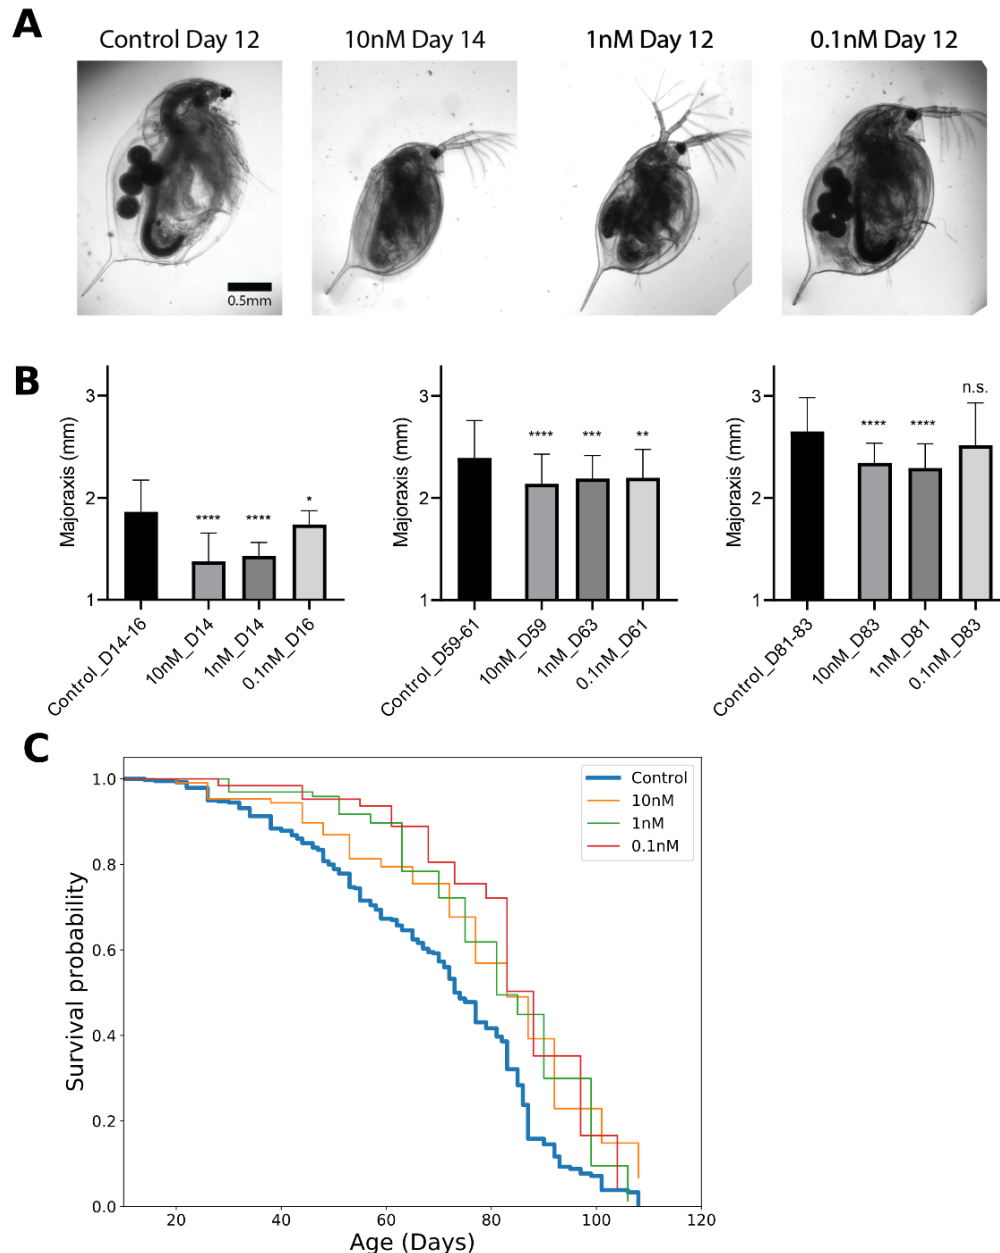 A
Control Day 12
10nM Day 14
1nM Day 12
0.1nM Day 12
0.5mm
B
Majoraxis (mm)
3
2
1
****
****
*
Control_D14-16
10nM_D14
1nM_D14
0.1nM_D16
Majoraxis (mm)
3
2
1
****
***
**
Control_D59-61
10nM_D59
1nM_D63
0.1nM_D61
Majoraxis (mm)
3
2
1
****
****
n.s.
Control_D81-83
10nM_D83
1nM_D81
0.1nM_D83
C
Survival probability
1.0
0.8
0.6
0.4
0.2
0.0
Control
10nM
1nM
0.1nM
20 40 60 80 100 120
Age (Days)